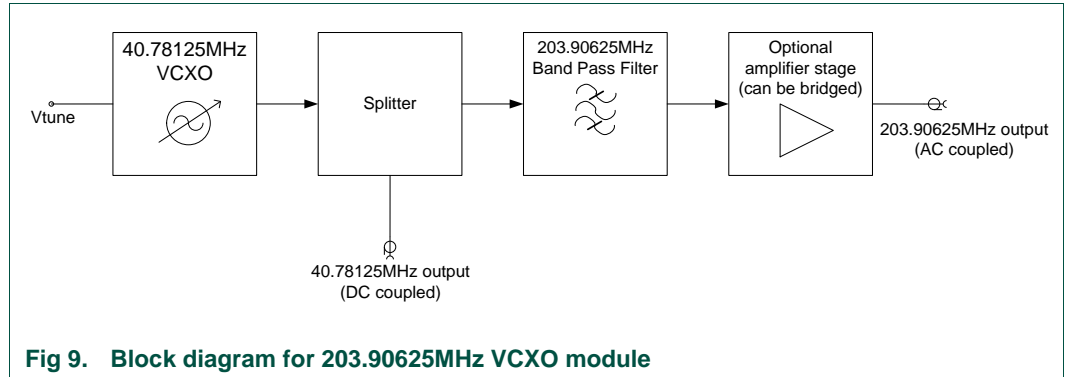 40.78125MHz
VCXO
Vtune
Splitter
203.90625MHz
Band Pass Filter
Optional
amplifier stage
(can be bridged)
203.90625MHz output
(AC coupled)
40.78125MHz output
(DC coupled)
Fig 9. Block diagram for 203.90625MHz VCXO module